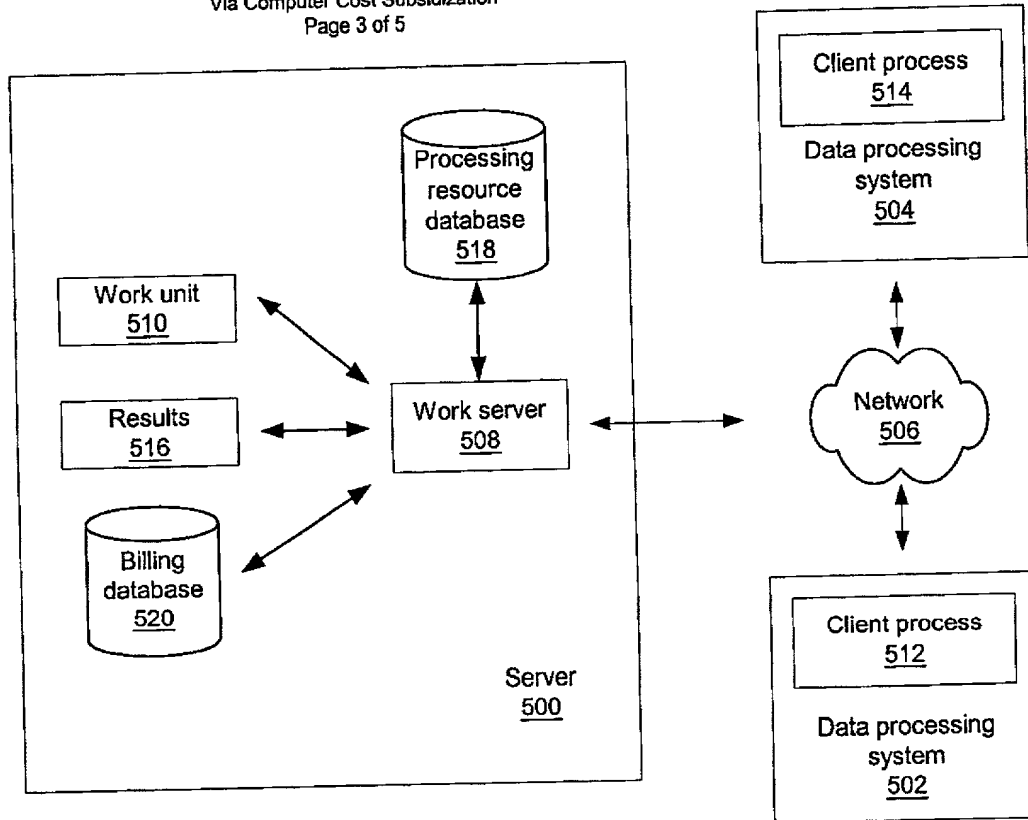 Via Computer Cost Subsidization
Page 3 of 5
Processing
resource
database
518
Work unit
510
Results
516
Work server
508
Billing
database
520
Server
500
Client process
514
Data processing
system
504
Network
506
Client process
512
Data processing
system
502